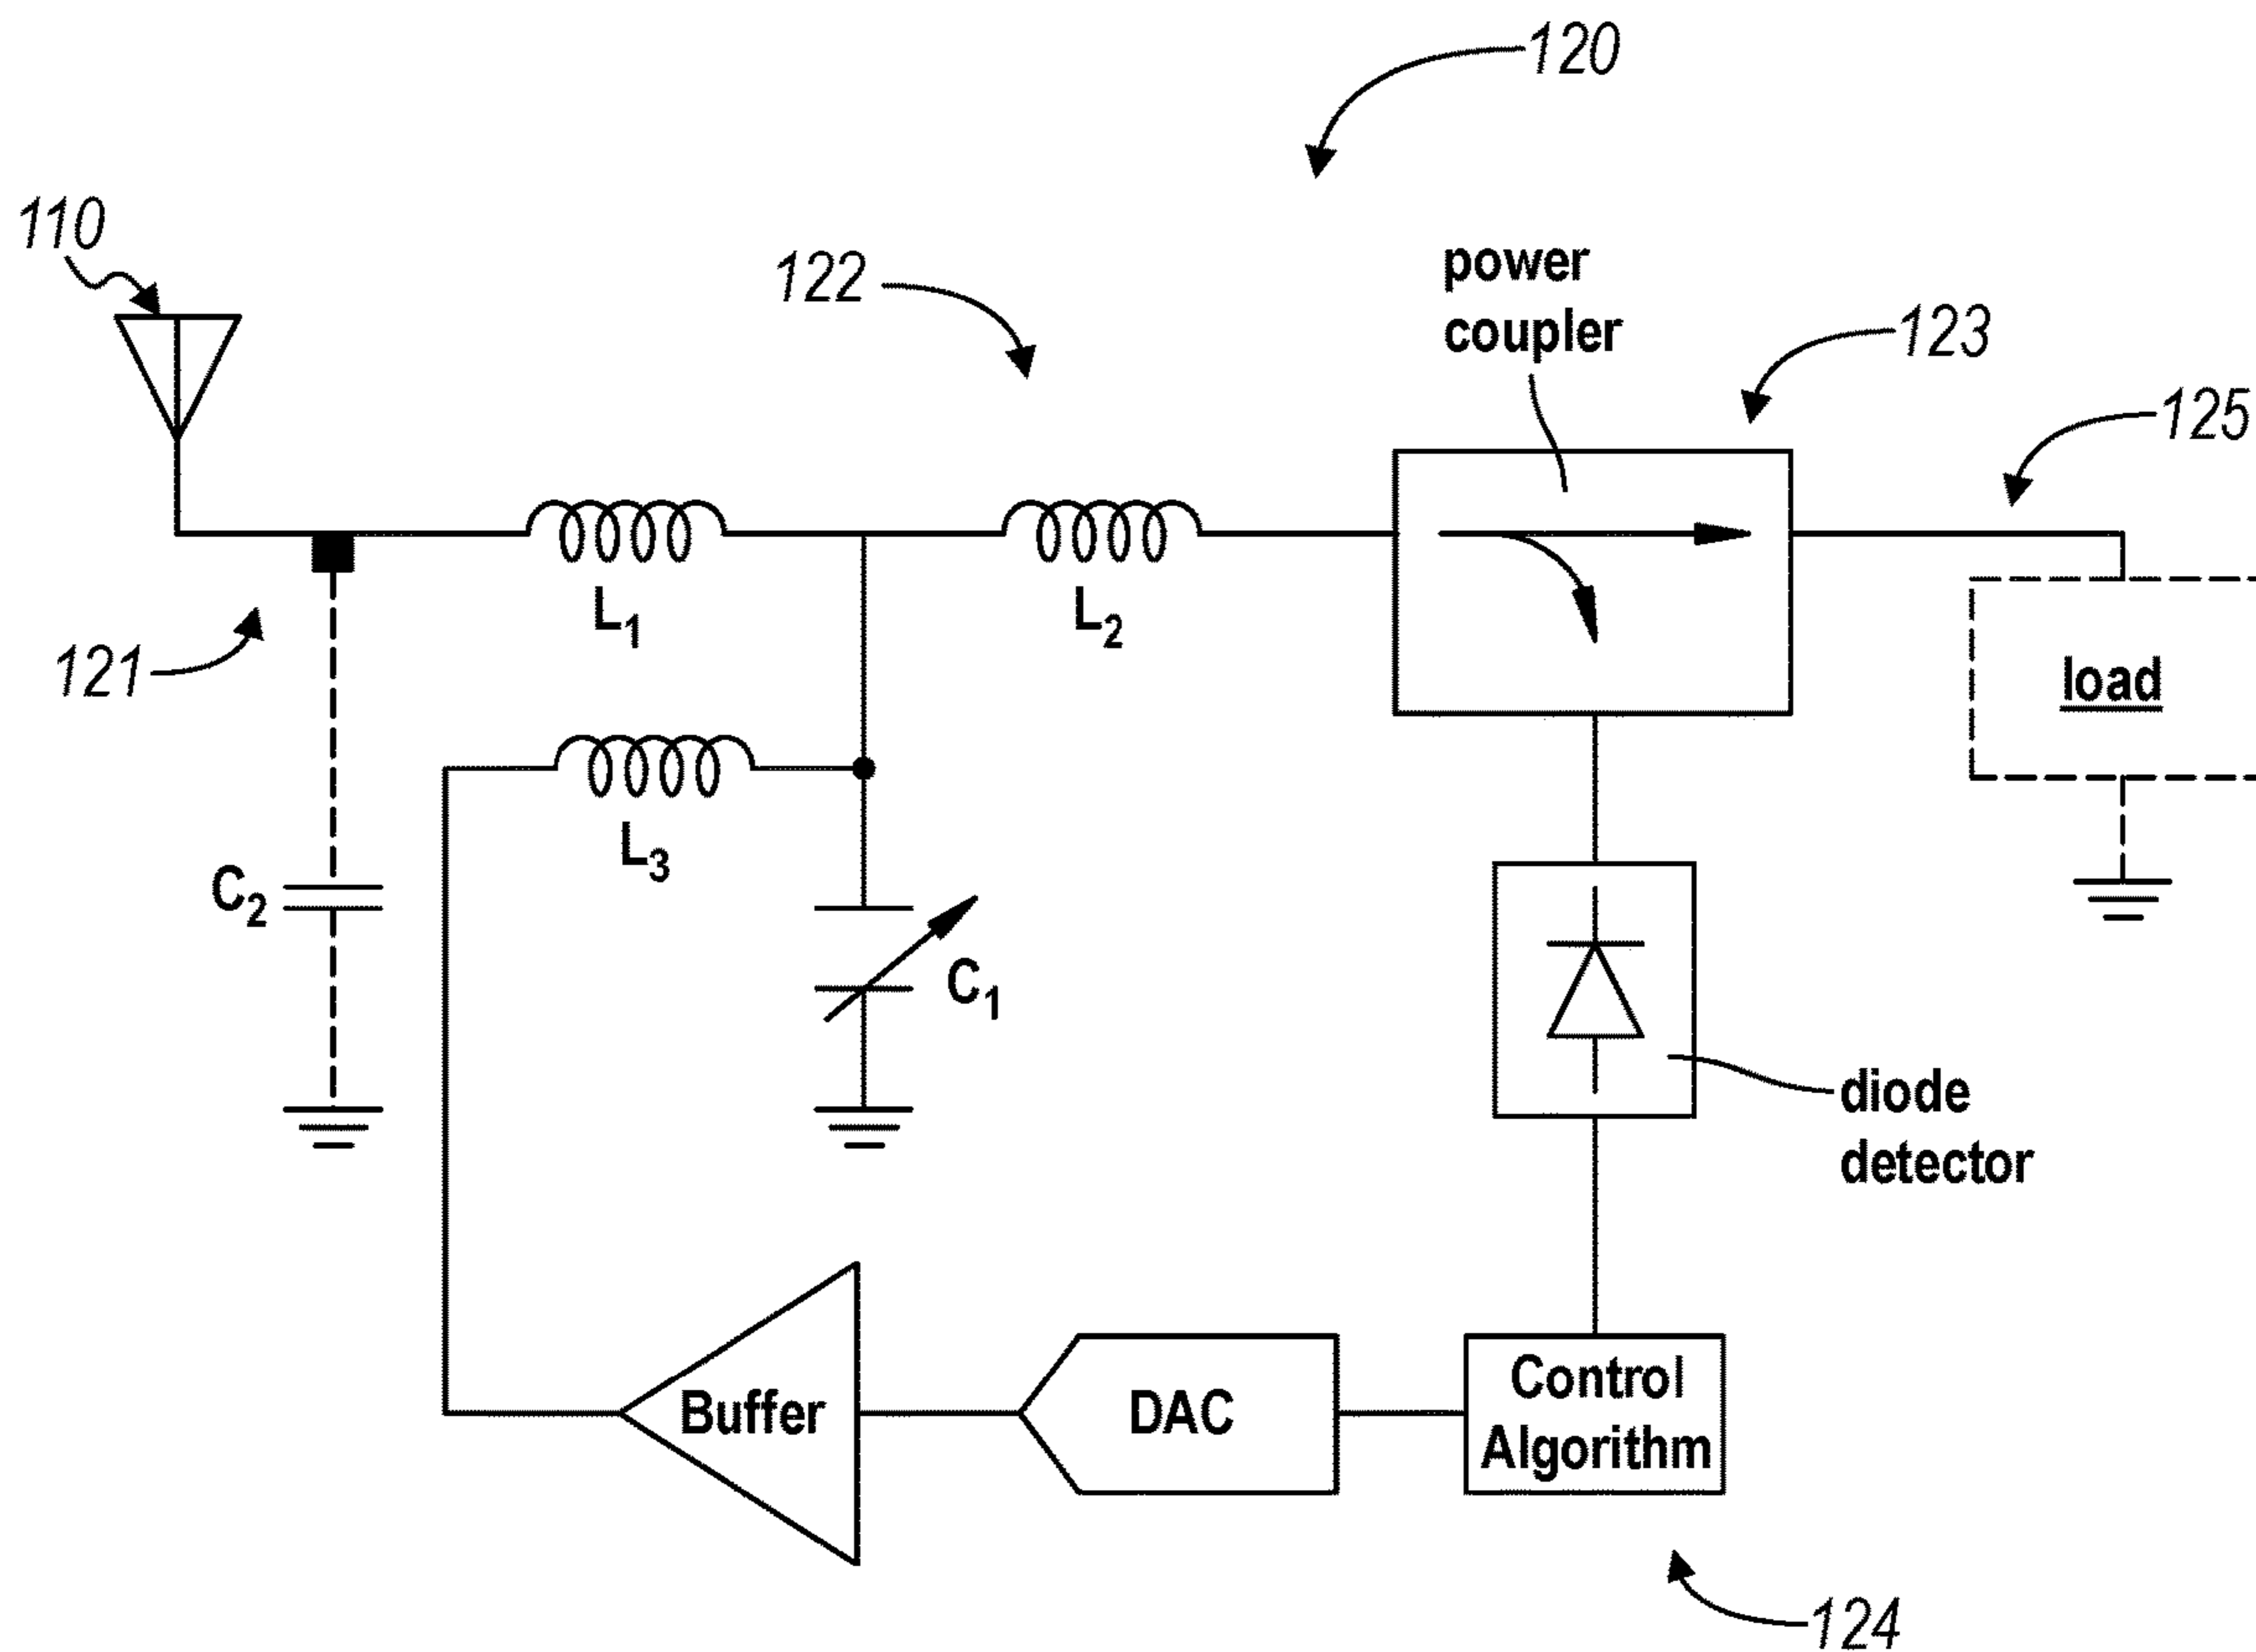 120
110
122
power
coupler
123
125
L₁
L₂
121
load
L₃
C₂
C₁
diode
detector
Buffer
DAC
Control
Algorithm
124